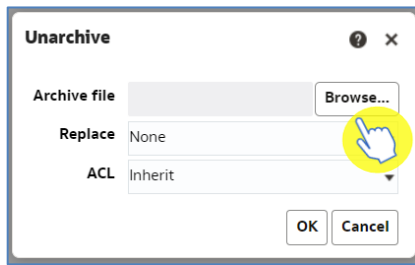 Unarchive
Archive file Browse...
Replace None
ACL Inherit
OK Cancel